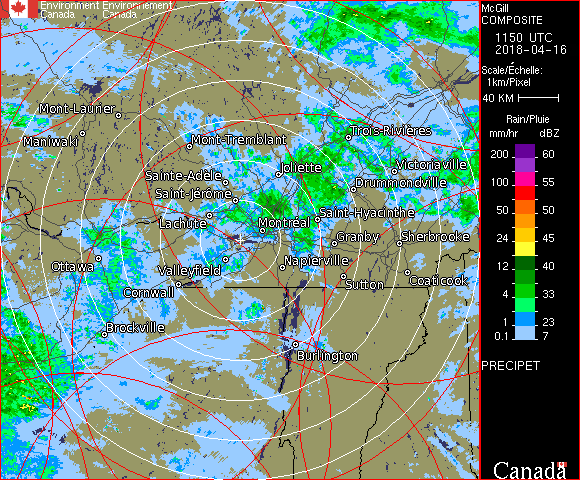 Environment Environnement
Canada Canada
Mont-Laurier
Maniwaki
Mont-Tremblant
Trois-Rivières
Joliette
Victoriaville
Sainte-Adèle
Drummondville
Saint-Jérôme
Lachute
Saint-Hyacinthe
Montréal
Granby
Sherbrooke
Ottawa
Valleyfield
Napierville
Sutton
Coaticook
Cornwall
Brockville
Burlington
McGill
COMPOSITE
1150 UTC
2018-04-16
Scale/Échelle:
1km/Pixel
40 KM
Rain/Pluie
mm/hr dBZ
200 60
100 55
50 50
24 45
12 40
4 33
1 23
0.1 7
PRECIPET
Canada